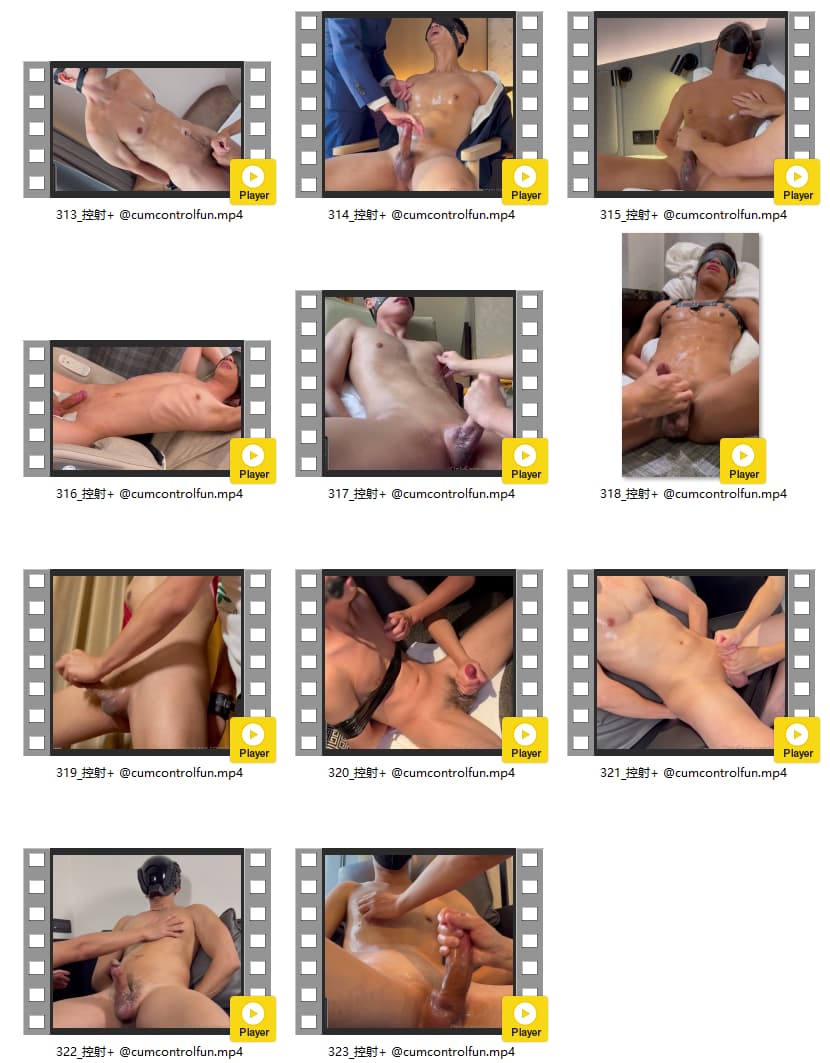 Player
313_控射+ @cumcontrolfun.mp4
Player
314_控射+ @cumcontrolfun.mp4
Player
315_控射+ @cumcontrolfun.mp4
Player
316_控射+ @cumcontrolfun.mp4
Player
317_控射+ @cumcontrolfun.mp4
Player
318_控射+ @cumcontrolfun.mp4
Player
319_控射+ @cumcontrolfun.mp4
Player
320_控射+ @cumcontrolfun.mp4
Player
321_控射+ @cumcontrolfun.mp4
Player
322_控射+ @cumcontrolfun.mp4
Player
323_控射+ @cumcontrolfun.mp4